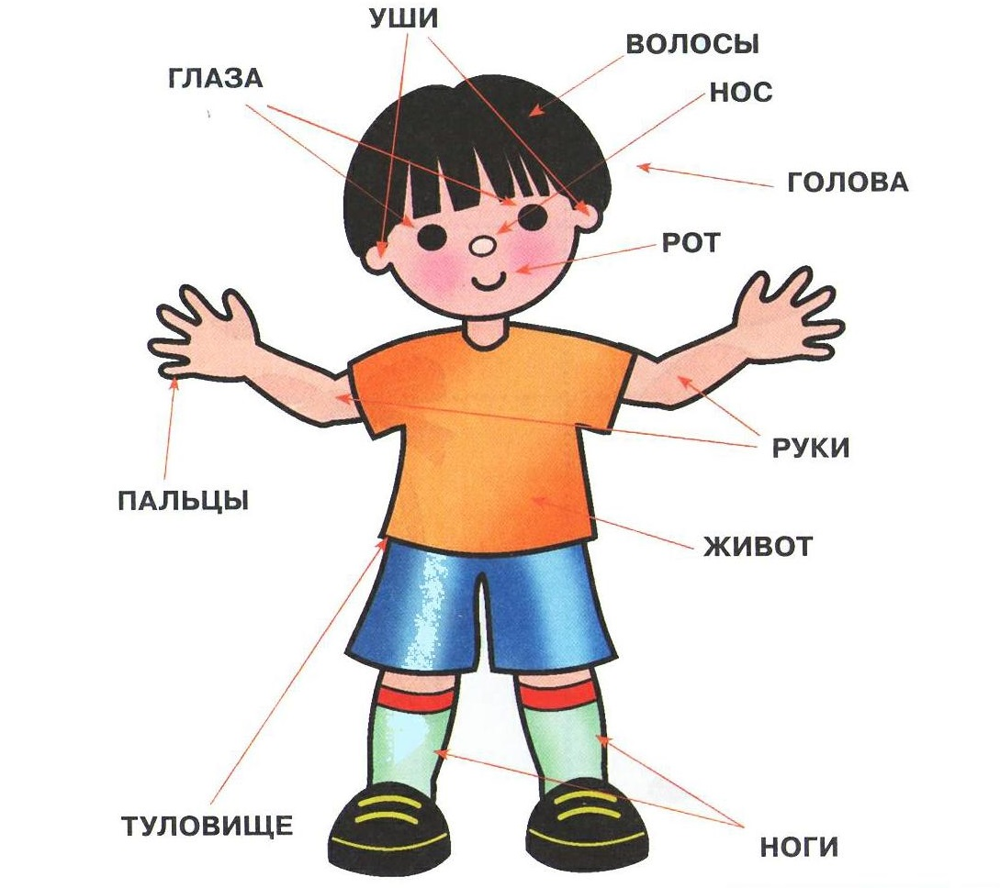 УШИ
ВОЛОСЫ
ГЛАЗА
НОС
ГОЛОВА
РОТ
РУКИ
ПАЛЬЦЫ
ЖИВОТ
ТУЛОВИЩЕ
НОГИ